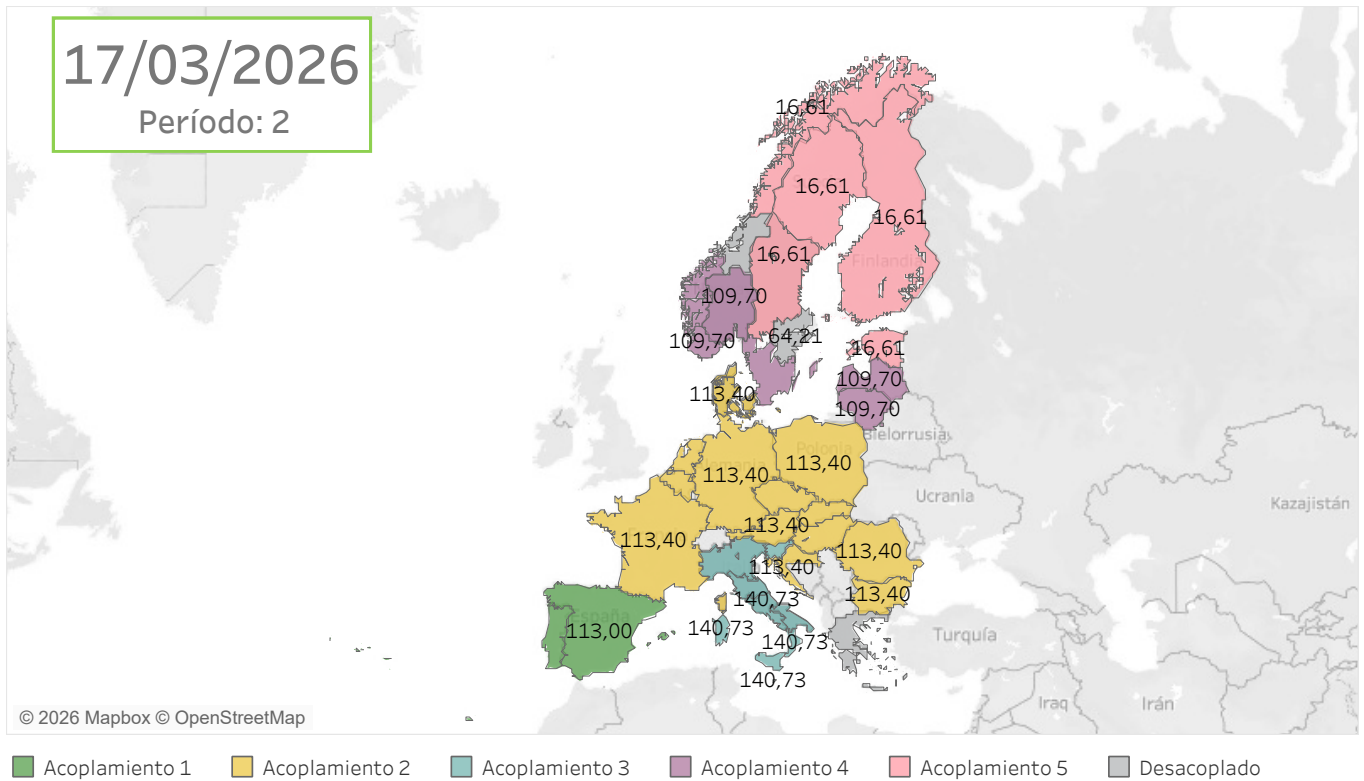 17/03/2026
Período: 2
16,61
16,61
16,61
16,61
Finlandia
109,70
109,70
64,21
16,61
109,70
109,70
113,40
Bielorrusia
Polonia
113,40
113,40
Ucrania
Kazajistán
113,40
113,40
113,40
113,40
113,40
140,73
España
113,00
140,73
140,73
140,73
Turquía
Iraq
Irán
© 2026 Mapbox © OpenStreetMap
Acoplamiento 1
Acoplamiento 2
Acoplamiento 3
Acoplamiento 4
Acoplamiento 5
Desacoplado